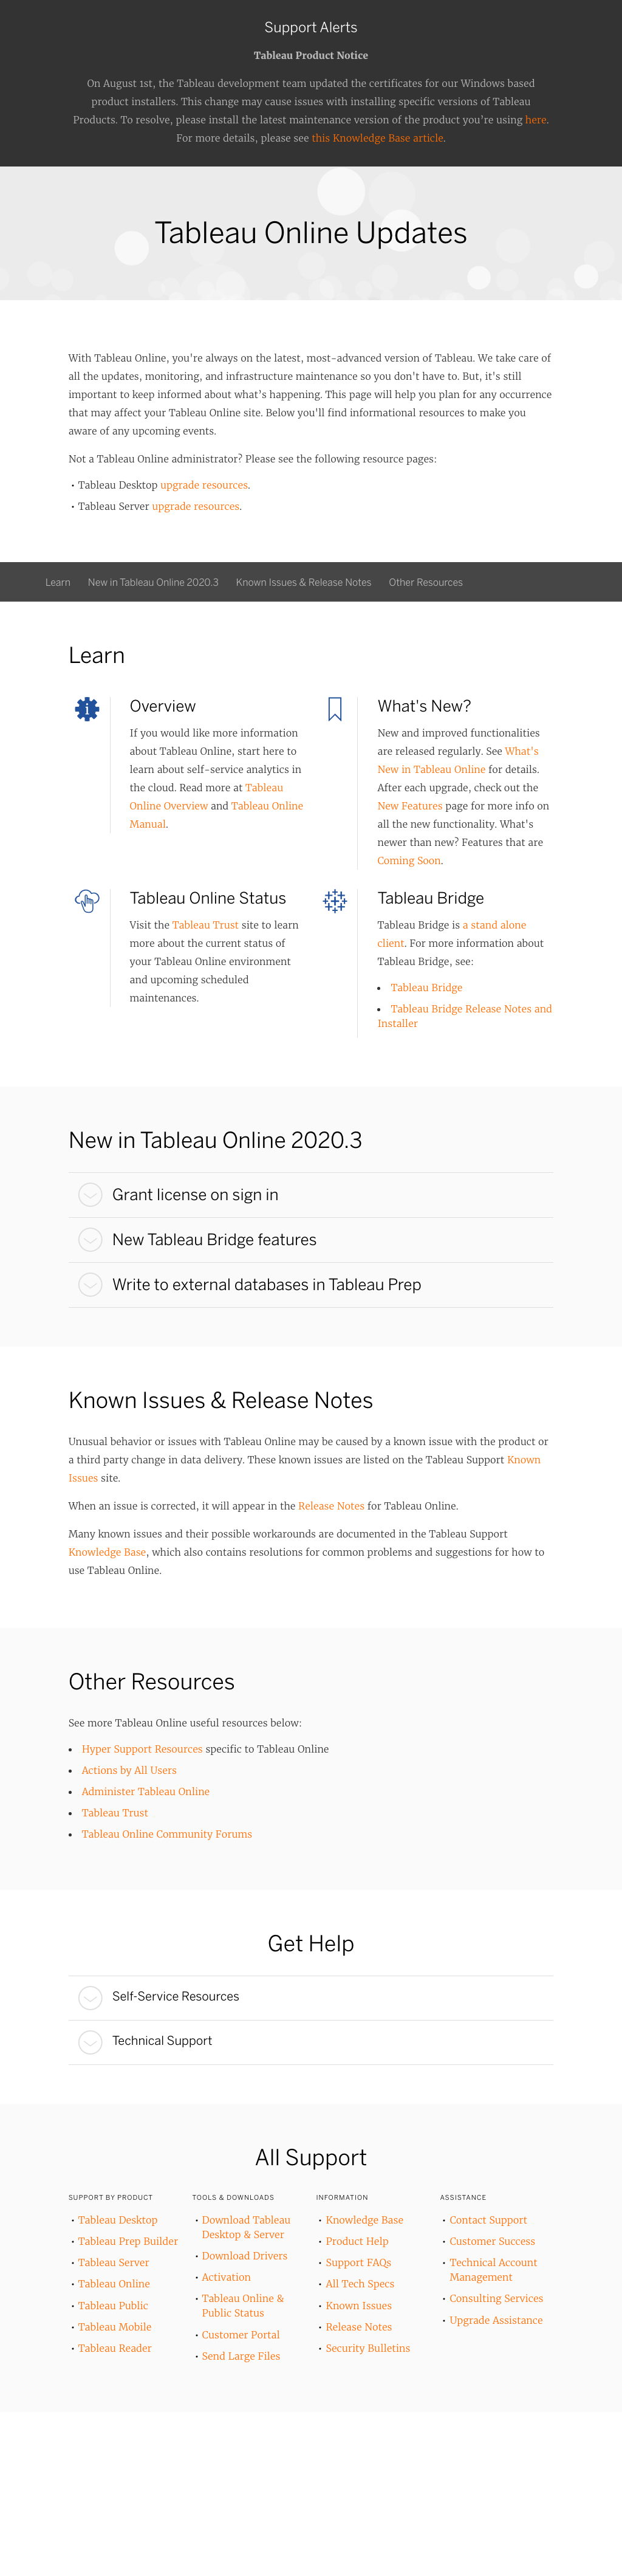 Support Alerts
Tableau Product Notice
On August 1st, the Tableau development team updated the certificates for our Windows based
product installers. This change may cause issues with installing specific versions of Tableau
Products. To resolve, please install the latest maintenance version of the product you're using here.
For more details, please see this Knowledge Base article.
Tableau Online Updates
With Tableau Online, you're always on the latest, most-advanced version of Tableau. We take care of
all the updates, monitoring, and infrastructure maintenance so you don't have to. But, it's still
important to keep informed about what's happening. This page will help you plan for any occurrence
that may affect your Tableau Online site. Below you'll find informational resources to make you
aware of any upcoming events.
Not a Tableau Online administrator? Please see the following resource pages:
• Tableau Desktop upgrade resources.
• Tableau Server upgrade resources.
Learn New in Tableau Online 2020.3 Known Issues & Release Notes Other Resources
Learn
Overview
If you would like more information
about Tableau Online, start here to
learn about self-service analytics in
the cloud. Read more at Tableau
Online Overview and Tableau Online
Manual.
What's New?
New and improved functionalities
are released regularly. See What's
New in Tableau Online for details.
After each upgrade, check out the
New Features page for more info on
all the new functionality. What's
newer than new? Features that are
Coming Soon.
Tableau Online Status
Visit the Tableau Trust site to learn
more about the current status of
your Tableau Online environment
and upcoming scheduled
maintenances.
Tableau Bridge
Tableau Bridge is a stand alone
client. For more information about
Tableau Bridge, see:
• Tableau Bridge
• Tableau Bridge Release Notes and
Installer
New in Tableau Online 2020.3
Grant license on sign in
New Tableau Bridge features
Write to external databases in Tableau Prep
Known Issues & Release Notes
Unusual behavior or issues with Tableau Online may be caused by a known issue with the product or
a third party change in data delivery. These known issues are listed on the Tableau Support Known
Issues site.
When an issue is corrected, it will appear in the Release Notes for Tableau Online.
Many known issues and their possible workarounds are documented in the Tableau Support
Knowledge Base, which also contains resolutions for common problems and suggestions for how to
use Tableau Online.
Other Resources
See more Tableau Online useful resources below:
• Hyper Support Resources specific to Tableau Online
• Actions by All Users
• Administer Tableau Online
• Tableau Trust
• Tableau Online Community Forums
Get Help
Self-Service Resources
Technical Support
All Support
SUPPORT BY PRODUCT
• Tableau Desktop
• Tableau Prep Builder
• Tableau Server
• Tableau Online
• Tableau Public
• Tableau Mobile
• Tableau Reader
TOOLS & DOWNLOADS
• Download Tableau
Desktop & Server
• Download Drivers
• Activation
• Tableau Online &
Public Status
• Customer Portal
• Send Large Files
INFORMATION
• Knowledge Base
• Product Help
• Support FAQs
• All Tech Specs
• Known Issues
• Release Notes
• Security Bulletins
ASSISTANCE
• Contact Support
• Customer Success
• Technical Account
Management
• Consulting Services
• Upgrade Assistance